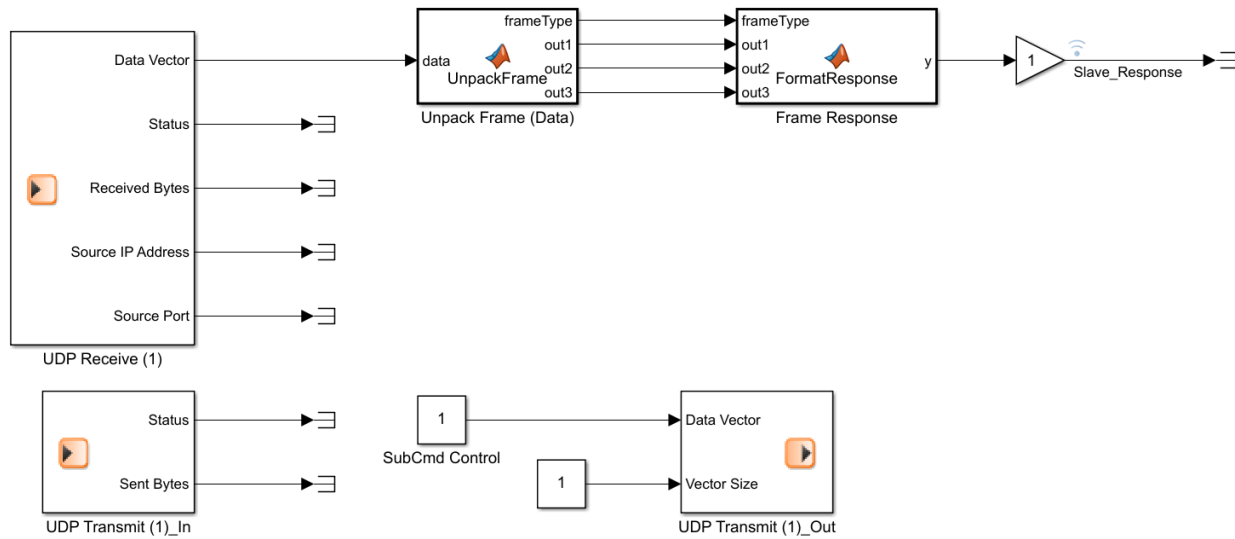 Data Vector
Status
Received Bytes
Source IP Address
Source Port
UDP Receive (1)
data
UnpackFrame
frameType
out1
out2
out3
Unpack Frame (Data)
frameType
out1
out2
out3
FormatResponse
y
Frame Response
1
Slave_Response
Status
Sent Bytes
UDP Transmit (1)_In
1
SubCmd Control
1
Data Vector
Vector Size
UDP Transmit (1)_Out